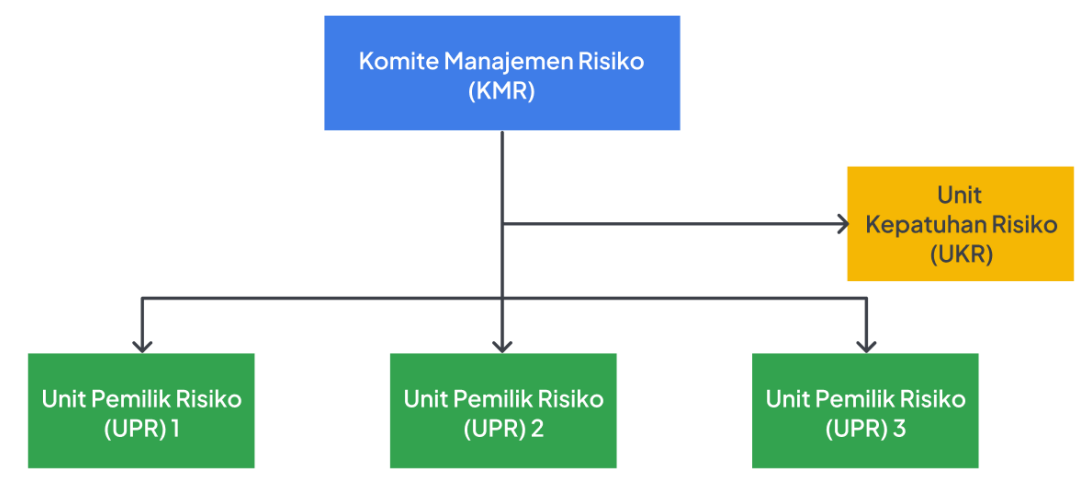 Komite Manajemen Risiko
(KMR)
Unit
Kepatuhan Risiko
(UKR)
Unit Pemilik Risiko
(UPR) 1
Unit Pemilik Risiko
(UPR) 2
Unit Pemilik Risiko
(UPR) 3